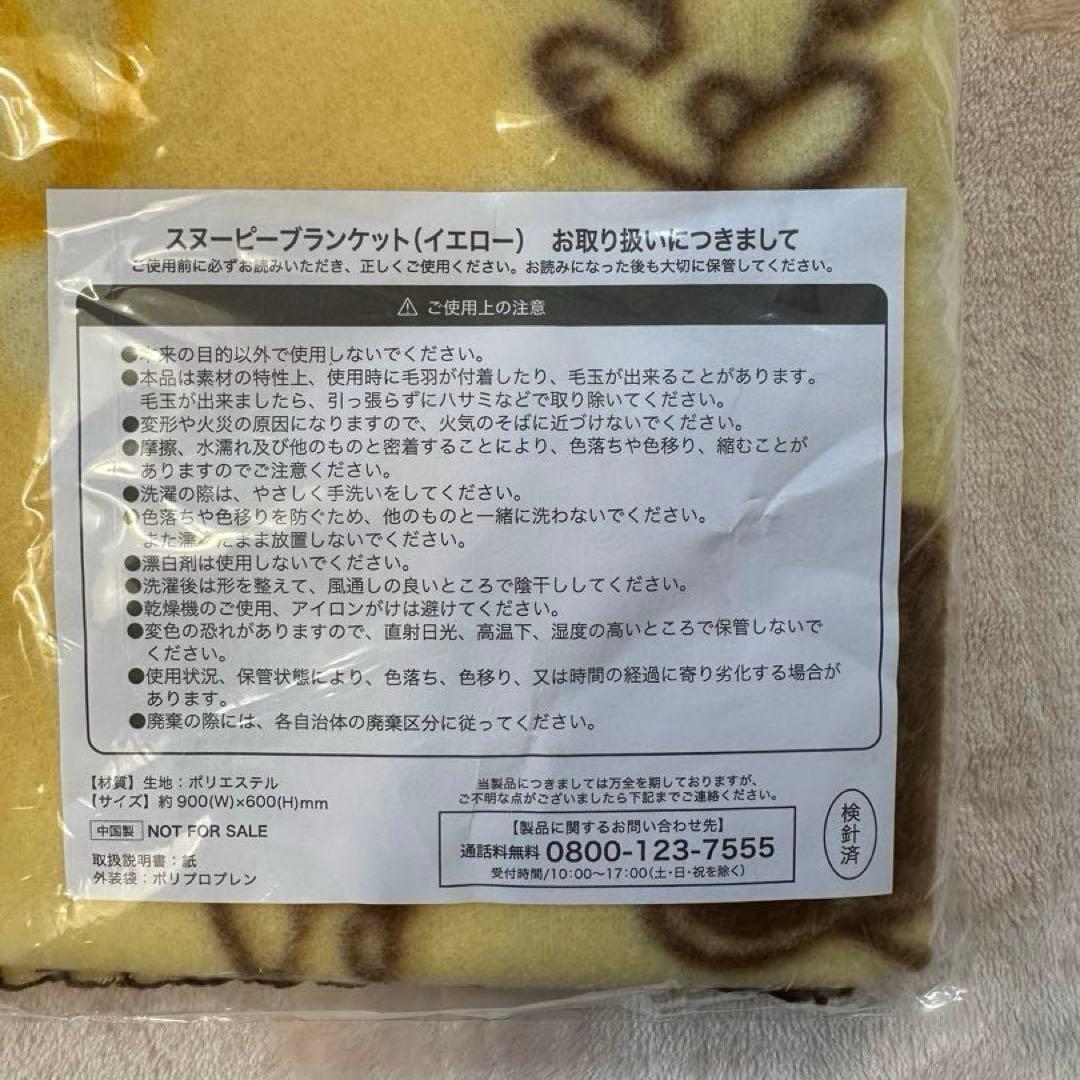 スヌーピーブランケット（イエロー）　お取り扱いにつきまして
ご使用前に必ずお読みいただき、正しくご使用ください。お読みになった後も大切に保管してください。
⚠ ご使用上の注意
●本来の目的以外で使用しないでください。
●本品は素材の特性上、使用時に毛羽が付着したり、毛玉が出来ることがあります。
毛玉が出来ましたら、引っ張らずにハサミなどで取り除いてください。
●変形や火災の原因になりますので、火気のそばに近づけないでください。
●摩擦、水濡れ及び他のものと密着することにより、色落ちや色移り、縮むことが
ありますのでご注意ください。
●洗濯の際は、やさしく手洗いをしてください。
●色落ちや色移りを防ぐため、他のものと一緒に洗わないでください。
また濡れたまま放置しないでください。
●漂白剤は使用しないでください。
●洗濯後は形を整えて、風通しの良いところで陰干ししてください。
●乾燥機のご使用、アイロンがけは避けてください。
●変色の恐れがありますので、直射日光、高温下、湿度の高いところで保管しないで
ください。
●使用状況、保管状態により、色落ち、色移り、又は時間の経過に寄り劣化する場合が
あります。
●廃棄の際には、各自治体の廃棄区分に従ってください。
【材質】生地：ポリエステル
【サイズ】約900(W)×600(H)mm
中国製 NOT FOR SALE
取扱説明書：紙
外装袋：ポリプロプレン
当製品につきましては万全を期しておりますが、
ご不明な点がございましたら下記までご連絡ください。
【製品に関するお問い合わせ先】
通話料無料 0800-123-7555
受付時間/10:00〜17:00(土・日・祝を除く)
検針済